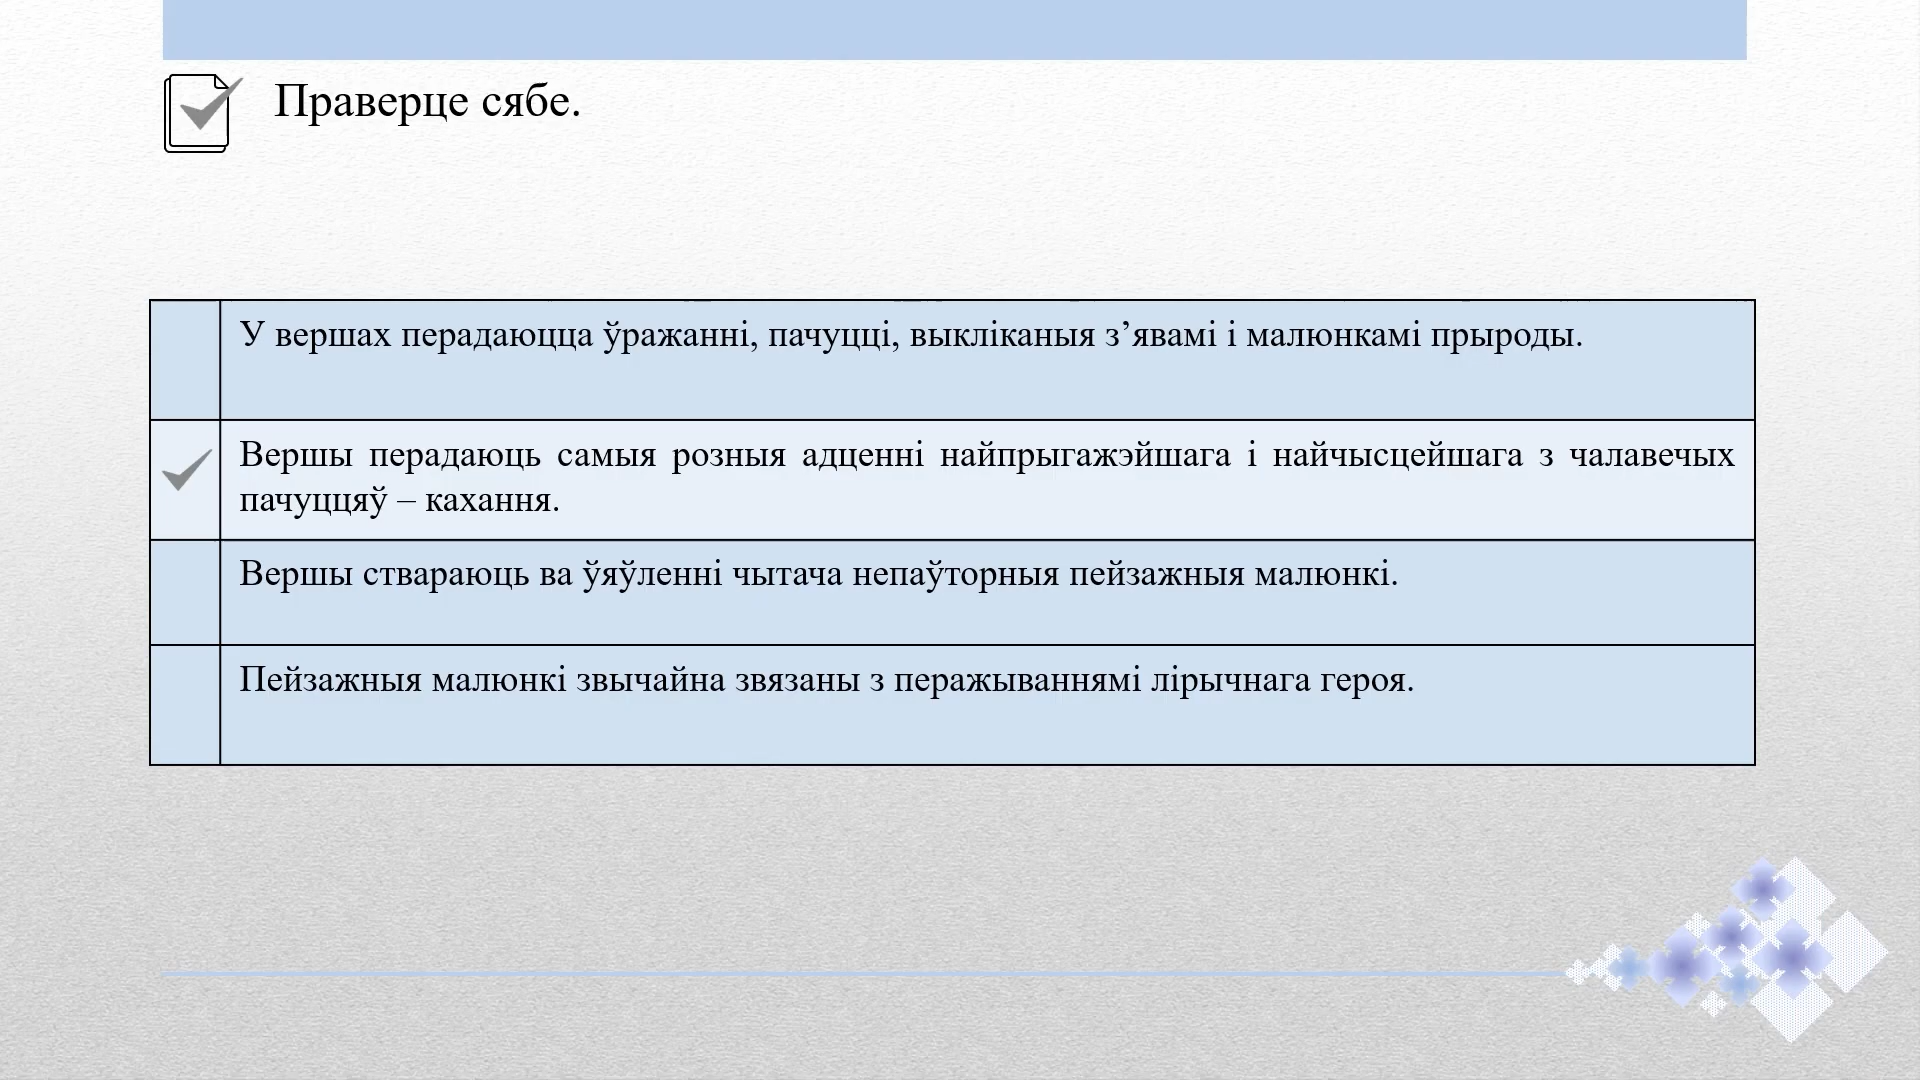 Праверце сябе.
У вершах перадаюцца ўражанні, пачуцці, выкліканыя з’явамі і малюнкамі прыроды.
Вершы перадаюць самыя розныя адценні найпрыгажэйшага і найчысцейшага з чалавечых
пачуццяў – кахання.
Вершы ствараюць ва ўяўленні чытача непаўторныя пейзажныя малюнкі.
Пейзажныя малюнкі звычайна звязаны з перажываннямі лірычнага героя.